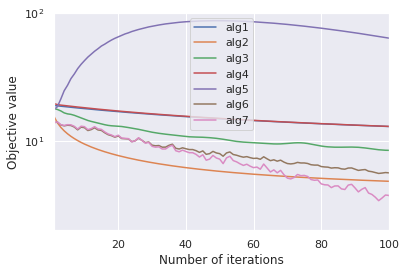 10²
alg1
alg2
alg3
alg4
alg5
alg6
alg7
Objective value
10¹
20 40 60 80 100
Number of iterations